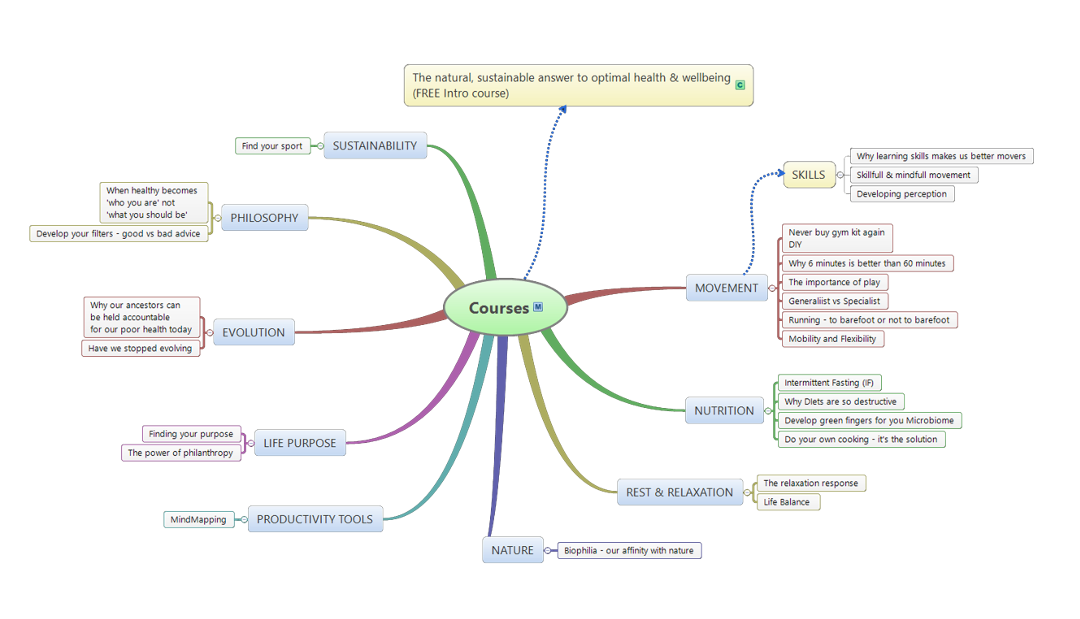 The natural, sustainable answer to optimal health & wellbeing
(FREE Intro course)
C
Courses
M
SUSTAINABILITY
Find your sport
PHILOSOPHY
When healthy becomes
'who you are' not
'what you should be'
Develop your filters - good vs bad advice
EVOLUTION
Why our ancestors can
be held accountable
for our poor health today
Have we stopped evolving
LIFE PURPOSE
Finding your purpose
The power of philanthropy
PRODUCTIVITY TOOLS
MindMapping
NATURE
Biophilia - our affinity with nature
REST & RELAXATION
The relaxation response
Life Balance
NUTRITION
Intermittent Fasting (IF)
Why Diets are so destructive
Develop green fingers for you Microbiome
Do your own cooking - it's the solution
MOVEMENT
Never buy gym kit again
DIY
Why 6 minutes is better than 60 minutes
The importance of play
Generaliist vs Specialist
Running - to barefoot or not to barefoot
Mobility and Flexibility
SKILLS
Why learning skills makes us better movers
Skillfull & mindfull movement
Developing perception